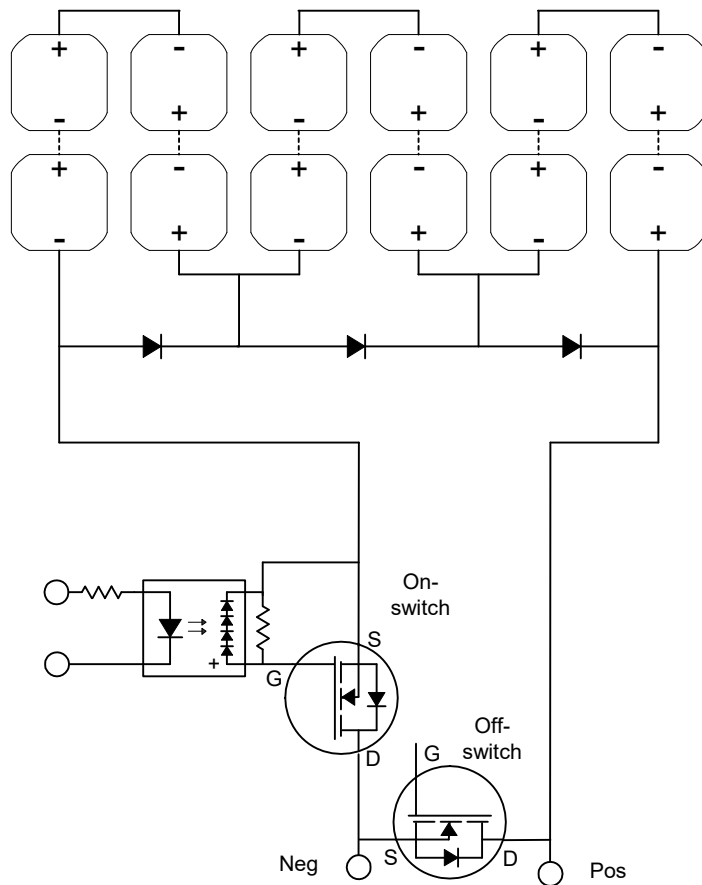 + - + - + -
- + - + - +
+ - + - + -
- + - + - +
On-
switch
S
+
G
D
Off-
switch
G
S
D
Neg
Pos